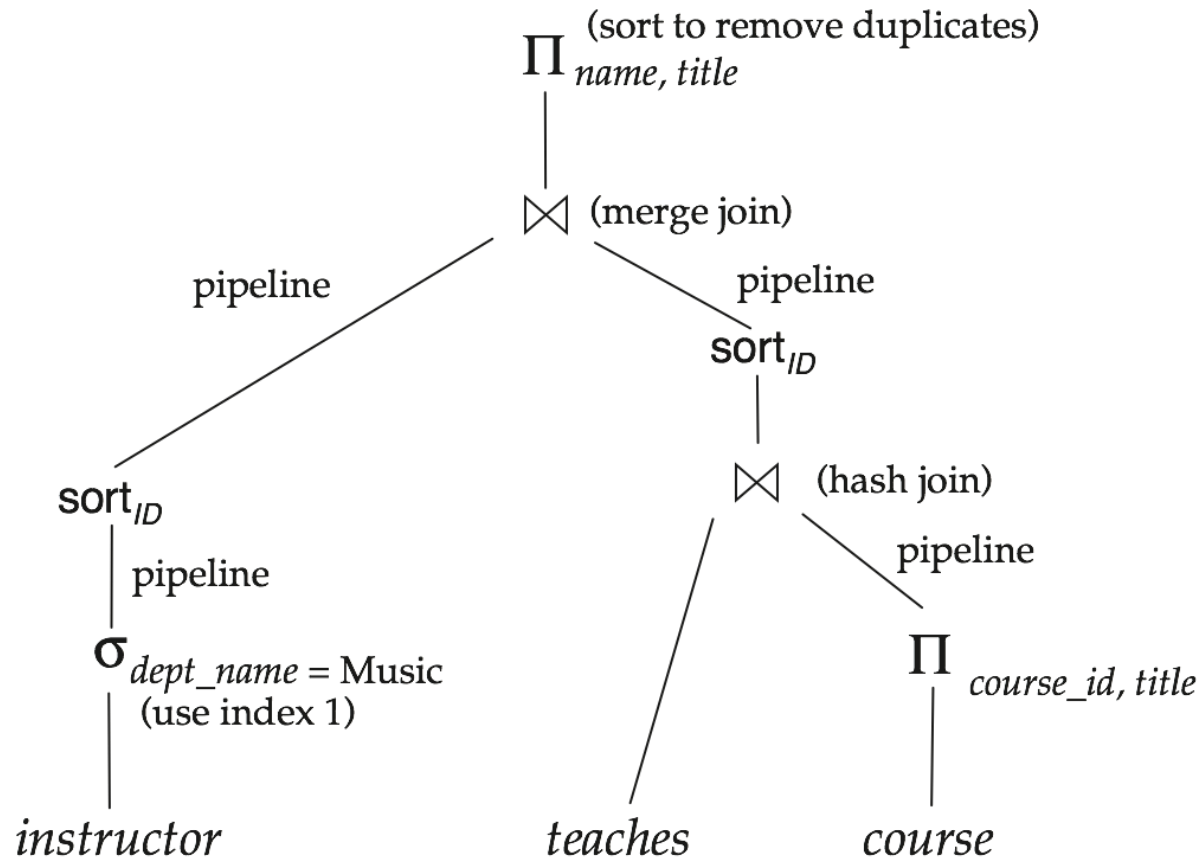 (sort to remove duplicates)
Π name, title
⋈ (merge join)
pipeline
pipeline
sort ID
sort ID
⋈ (hash join)
pipeline
pipeline
σ dept_name = Music
(use index 1)
Π course_id, title
instructor
teaches
course